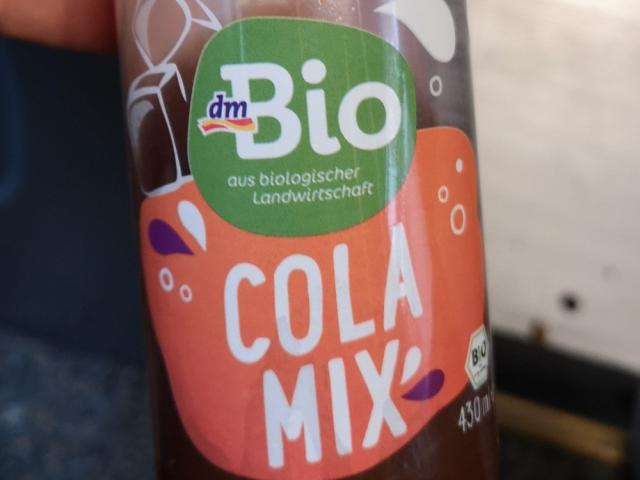 dm
Bio
aus biologischer
Landwirtschaft
COLA
MIX
BIO
430 ml